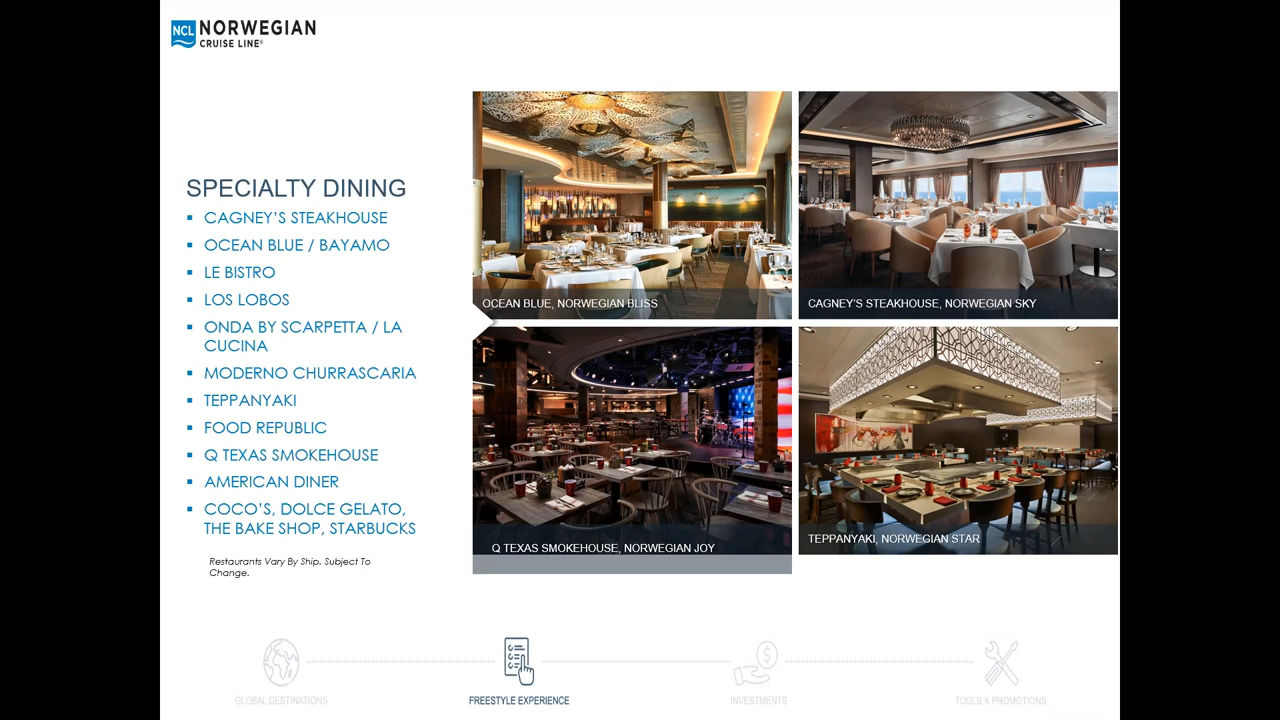 NCL NORWEGIAN
CRUISE LINE®
SPECIALTY DINING
▪ CAGNEY'S STEAKHOUSE
▪ OCEAN BLUE / BAYAMO
▪ LE BISTRO
▪ LOS LOBOS
▪ ONDA BY SCARPETTA / LA
CUCINA
▪ MODERNO CHURRASCARIA
▪ TEPPANYAKI
▪ FOOD REPUBLIC
▪ Q TEXAS SMOKEHOUSE
▪ AMERICAN DINER
▪ COCO'S, DOLCE GELATO,
THE BAKE SHOP, STARBUCKS
Restaurants Vary By Ship. Subject To
Change.
OCEAN BLUE, NORWEGIAN BLISS
CAGNEY'S STEAKHOUSE, NORWEGIAN SKY
Q TEXAS SMOKEHOUSE, NORWEGIAN JOY
TEPPANYAKI, NORWEGIAN STAR
GLOBAL DESTINATIONS
FREESTYLE EXPERIENCE
INVESTMENTS
TOOLS & PROMOTIONS